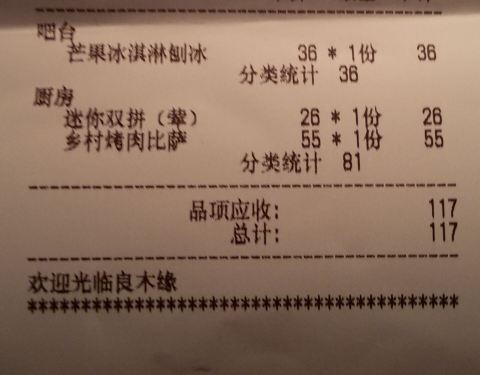 吧台
芒果冰淇淋刨冰 36 * 1份 36
分类统计 36
厨房
迷你双拼（荤） 26 * 1份 26
乡村烤肉比萨 55 * 1份 55
分类统计 81
品项应收: 117
总计: 117
欢迎光临良木缘
****************************************